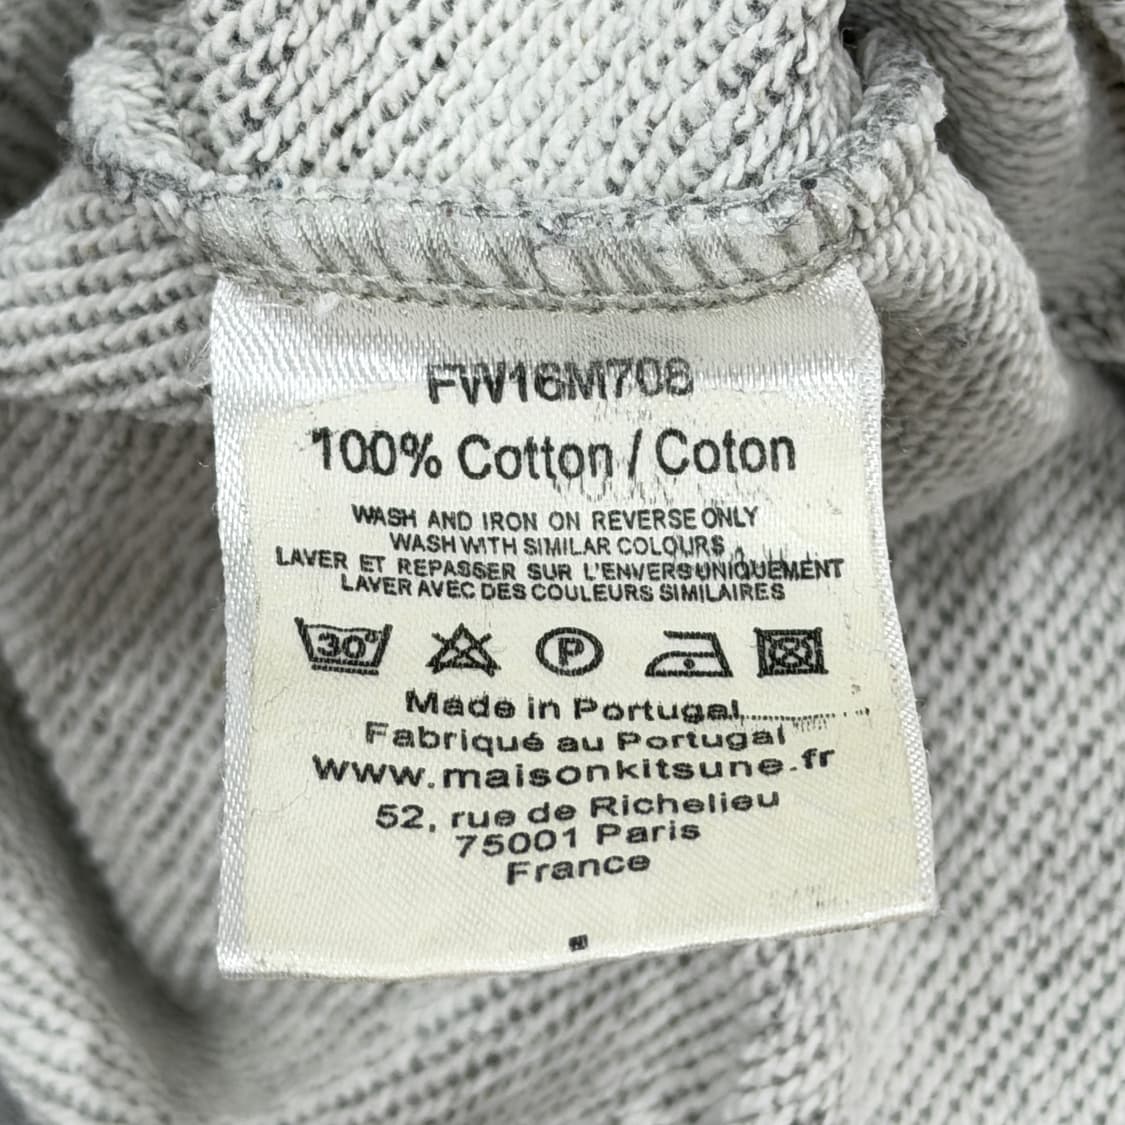 FW16M708
100% Cotton / Coton
WASH AND IRON ON REVERSE ONLY
WASH WITH SIMILAR COLOURS
LAVER ET REPASSER SUR L'ENVERS UNIQUEMENT
LAVER AVEC DES COULEURS SIMILAIRES
30° P
Made in Portugal
Fabriqué au Portugal
www.maisonkitsune.fr
52, rue de Richelieu
75001 Paris
France